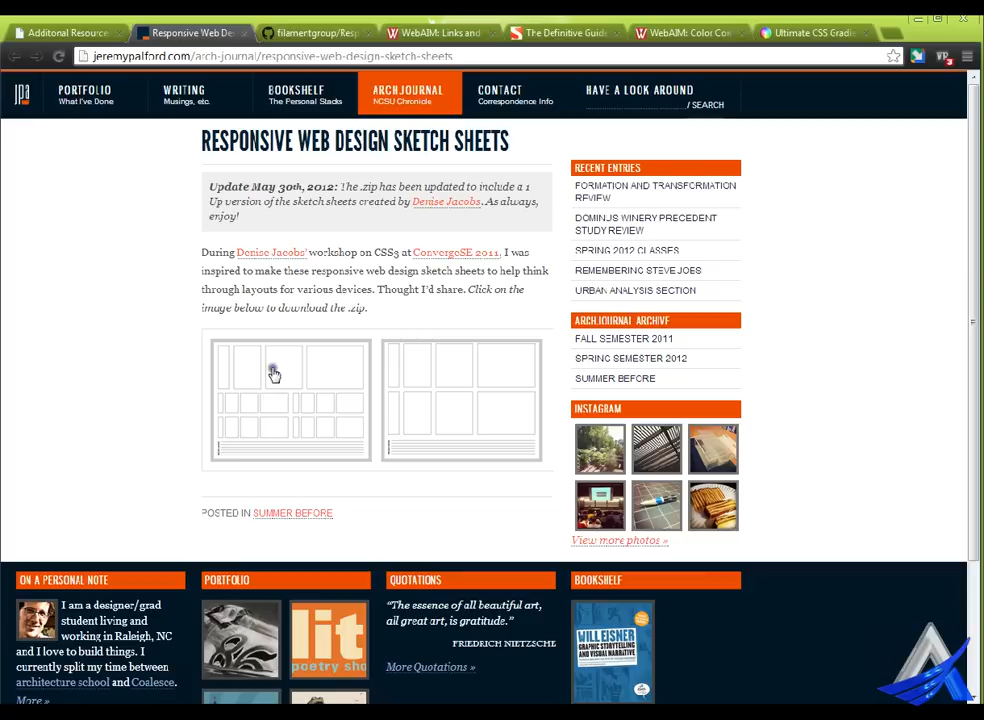 Additonal Resource
Responsive Web De
filamentgroup/Resp
WebAIM: Links and
The Definitive Guide
WebAIM: Color Con
Ultimate CSS Gradie
jeremypalford.com/arch-journal/responsive-web-design-sketch-sheets
jpa
PORTFOLIO
What I've Done
WRITING
Musings, etc.
BOOKSHELF
The Personal Stacks
ARCHJOURNAL
NCSU Chronicle
CONTACT
Correspondence Info
HAVE A LOOK AROUND
/ SEARCH
RESPONSIVE WEB DESIGN SKETCH SHEETS
Update May 30th, 2012: The .zip has been updated to include a 1
Up version of the sketch sheets created by Denise Jacobs. As always,
enjoy!
During Denise Jacobs' workshop on CSS3 at ConvergeSE 2011, I was
inspired to make these responsive web design sketch sheets to help think
through layouts for various devices. Thought I'd share. Click on the
image below to download the .zip.
POSTED IN SUMMER BEFORE
RECENT ENTRIES
FORMATION AND TRANSFORMATION
REVIEW
DOMINUS WINERY PRECEDENT
STUDY REVIEW
SPRING 2012 CLASSES
REMEMBERING STEVE JOBS
URBAN ANALYSIS SECTION
ARCHJOURNAL ARCHIVE
FALL SEMESTER 2011
SPRING SEMESTER 2012
SUMMER BEFORE
INSTAGRAM
View more photos »
ON A PERSONAL NOTE
I am a designer/grad
student living and
working in Raleigh, NC
and I love to build things. I
currently split my time between
architecture school and Coalesce.
More »
PORTFOLIO
lit
poetry sho
QUOTATIONS
"The essence of all beautiful art,
all great art, is gratitude."
FRIEDRICH NIETZSCHE
More Quotations »
BOOKSHELF
WILL EISNER
GRAPHIC STORYTELLING
AND VISUAL NARRATIVE